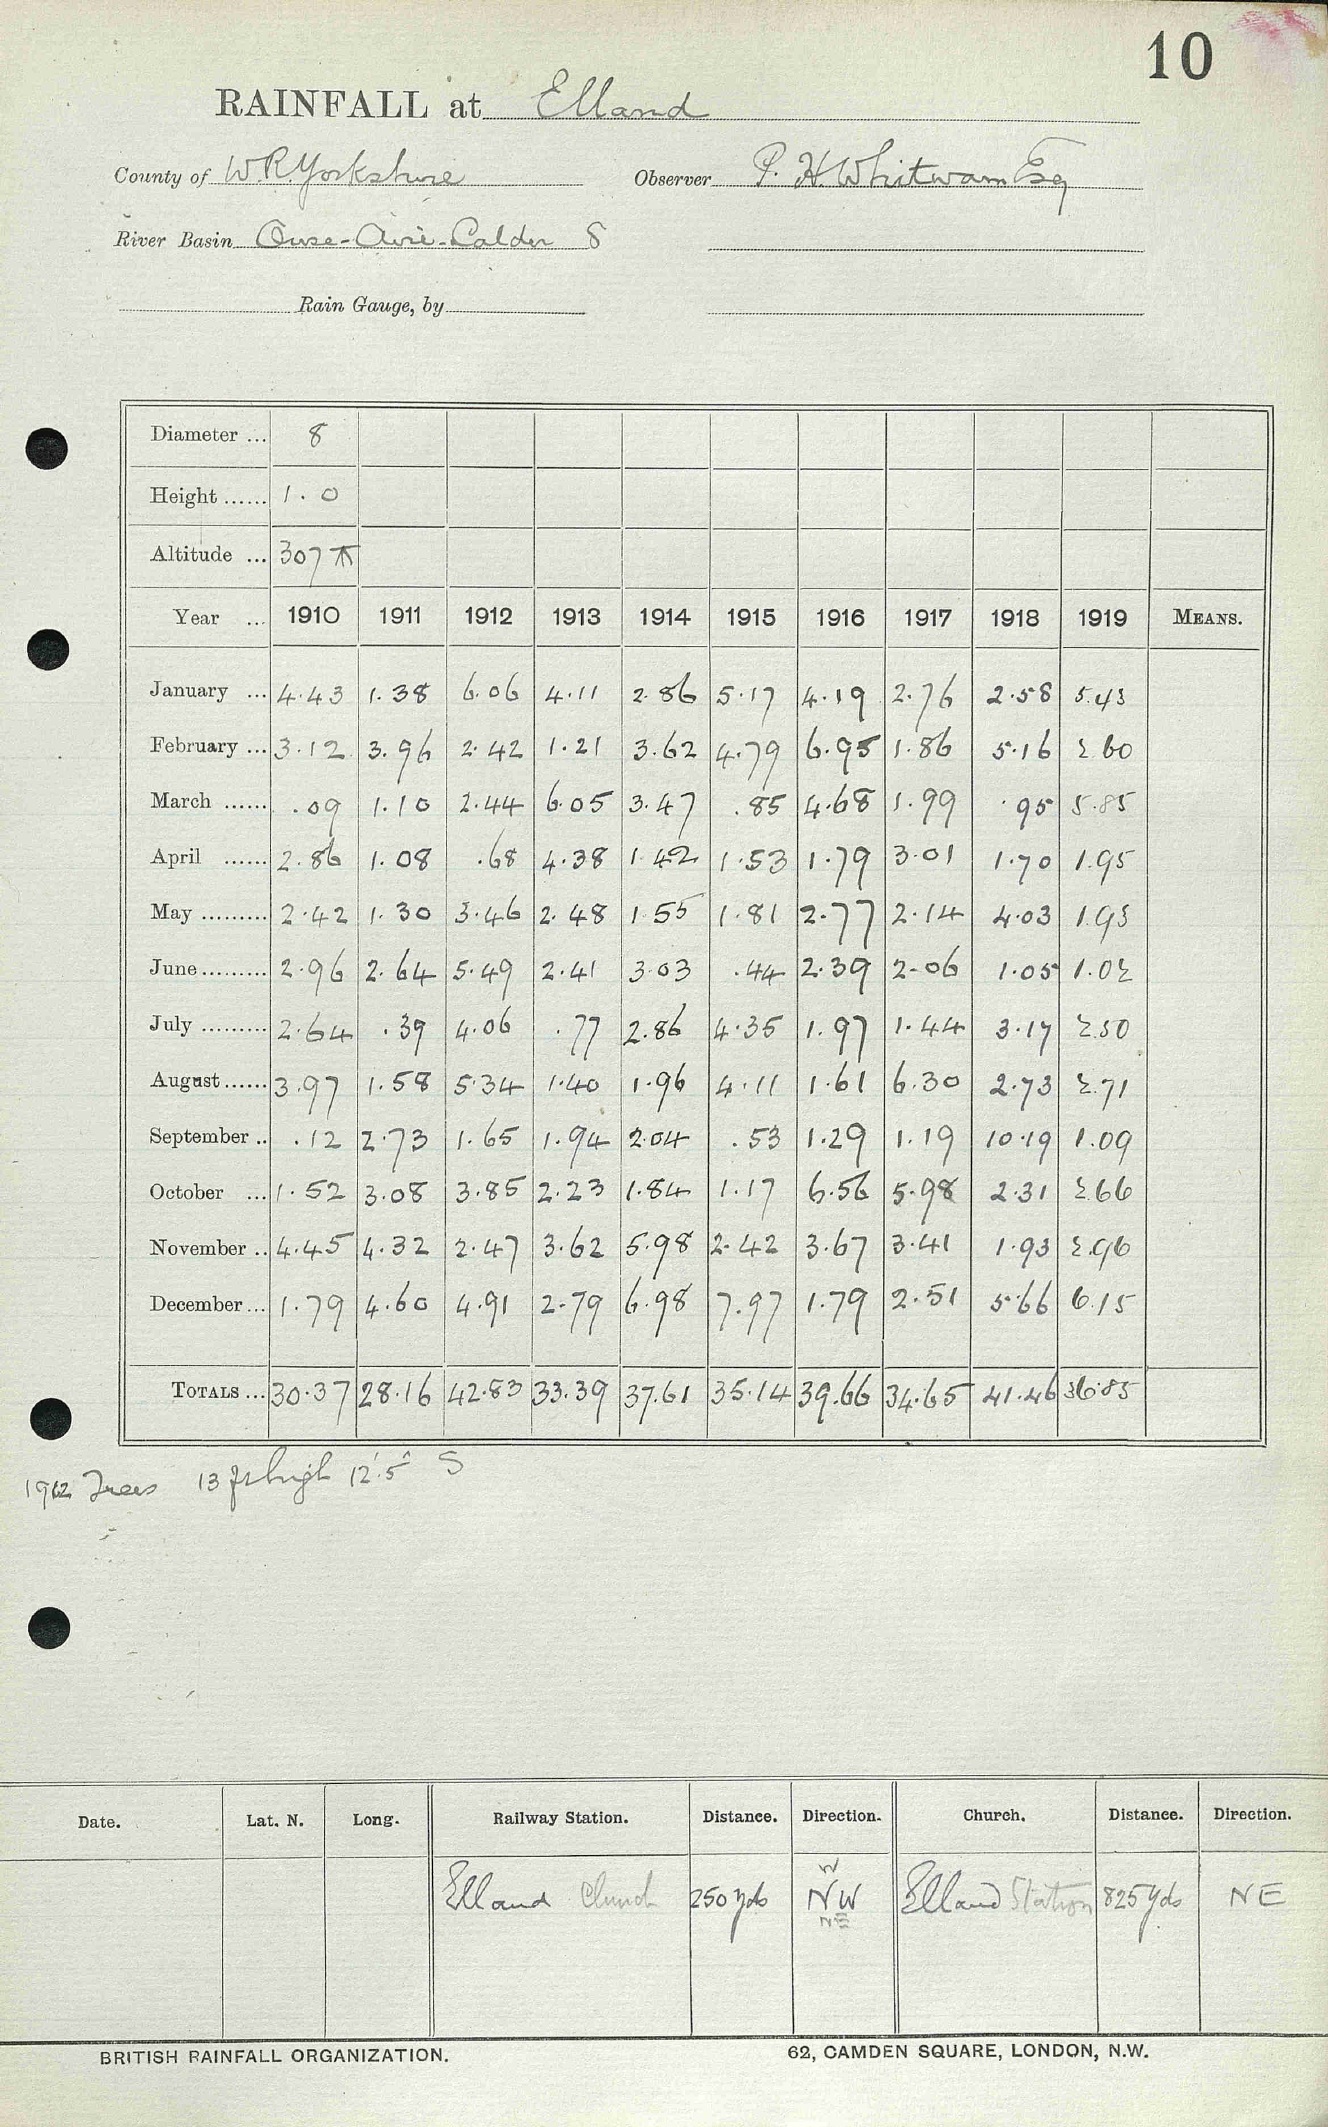 10
RAINFALL at Elland
County of W.R. Yorkshire Observer P. H. Whitwam Esq
River Basin Ouse-Aire-Calder 8
Rain Gauge, by
Diameter ... 8
Height ...... 1.0
Altitude ... 307
Year ... 1910 1911 1912 1913 1914 1915 1916 1917 1918 1919 MEANS.
January ... 4.43 1.38 6.06 4.11 2.86 5.17 4.19 2.76 2.58 5.43
February ... 3.12 3.96 2.42 1.21 3.62 4.79 6.95 1.86 5.16 2.60
March ...... .09 1.10 2.44 6.05 3.47 .85 4.68 1.99 .95 5.85
April ...... 2.86 1.08 .68 4.38 1.42 1.53 1.79 3.01 1.70 1.95
May ......... 2.42 1.30 3.46 2.48 1.55 1.81 2.77 2.14 4.03 1.93
June ......... 2.96 2.64 5.49 2.41 3.03 .44 2.39 2.06 1.05 1.02
July ......... 2.64 .39 4.06 .77 2.86 4.35 1.97 1.44 3.17 2.50
August ...... 3.97 1.58 5.34 1.40 1.96 4.11 1.61 6.30 2.73 2.71
September .. .12 2.73 1.65 1.94 2.04 .53 1.29 1.19 10.19 1.09
October ... 1.52 3.08 3.85 2.23 1.84 1.17 6.56 5.98 2.31 2.66
November .. 4.45 4.32 2.47 3.62 5.98 2.42 3.67 3.41 1.93 2.96
December ... 1.79 4.60 4.91 2.79 6.98 7.97 1.79 2.51 5.66 6.15
TOTALS ... 30.37 28.16 42.83 33.39 37.61 35.14 39.66 34.65 41.46 36.85
1912 Trees 13 ft high 12'.5" S
Date. Lat. N. Long. Railway Station. Distance. Direction. Church. Distance. Direction.
W
Elland Church 250 yds NW Elland Station 825 yds NE
NE
BRITISH RAINFALL ORGANIZATION. 62, CAMDEN SQUARE, LONDON, N.W.